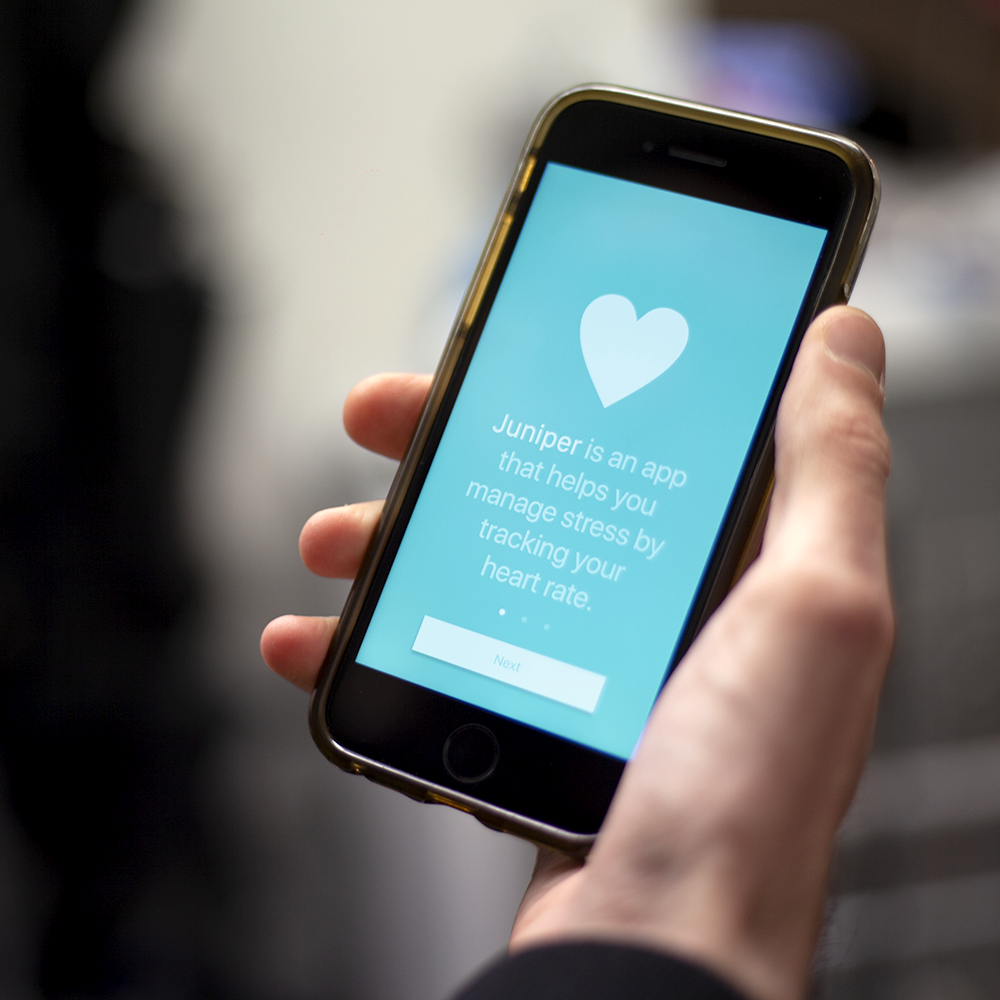 Juniper is an app
that helps you
manage stress by
tracking your
heart rate.
Next